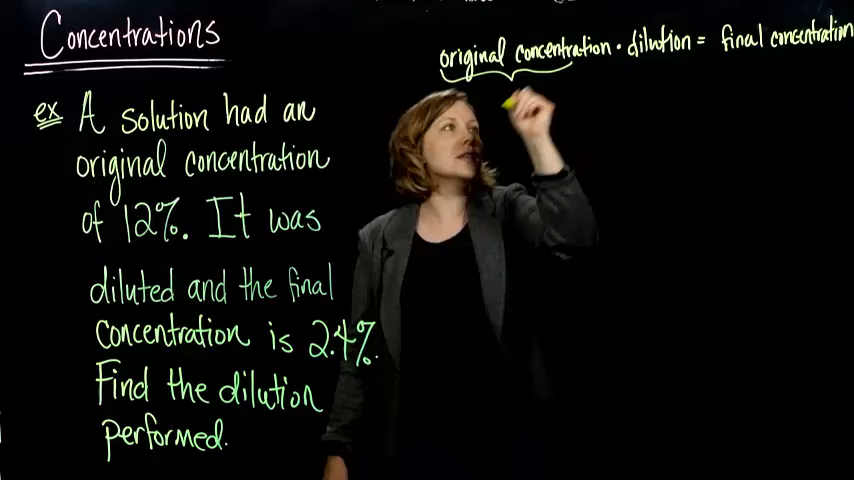 Concentrations
original concentration · dilution = final concentration
ex A solution had an
original concentration
of 12%. It was
diluted and the final
concentration is 2.4%.
Find the dilution
performed.